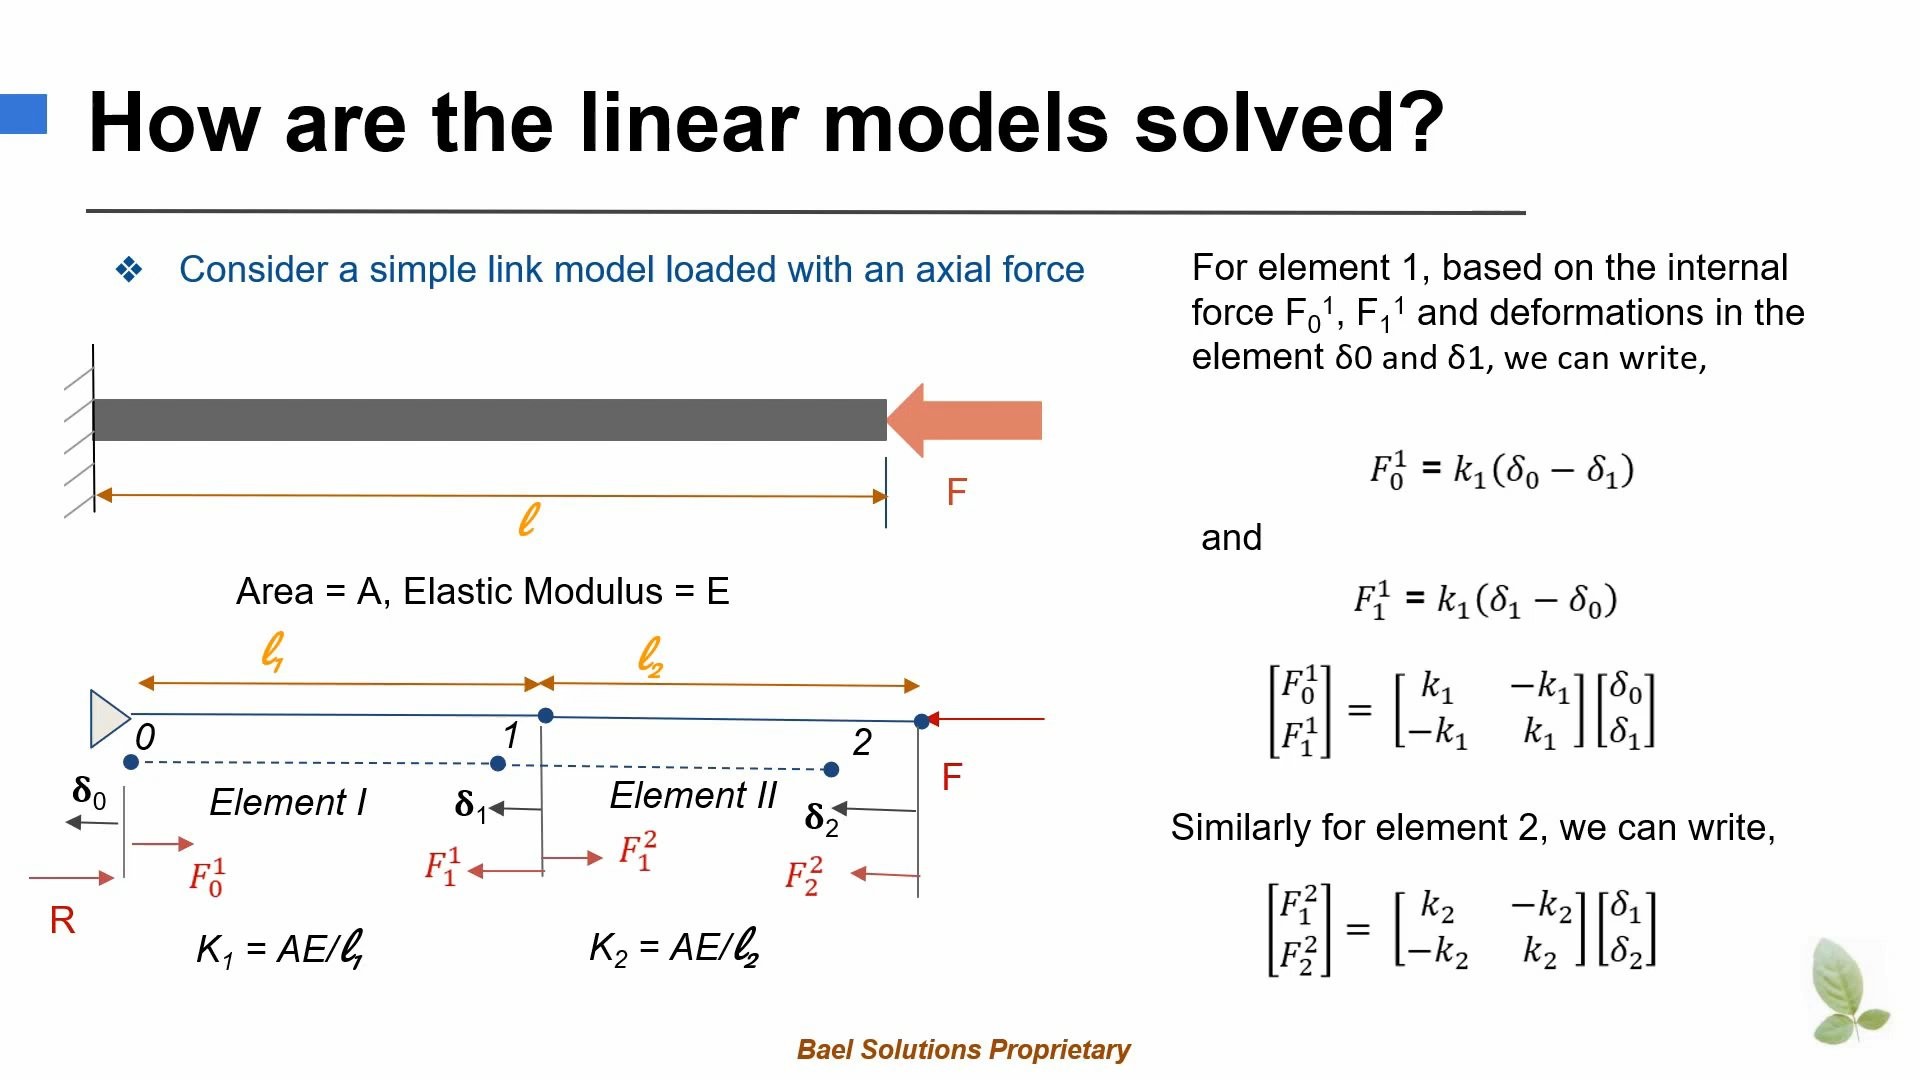 How are the linear models solved?
❖ Consider a simple link model loaded with an axial force
F
ℓ
Area = A, Elastic Modulus = E
ℓ₁ ℓ₂
0 1 2
F
δ₀ Element I δ₁ Element II δ₂
F₀¹ F₁¹ F₁² F₂²
R
K₁ = AE/ℓ₁ K₂ = AE/ℓ₂
For element 1, based on the internal
force F₀¹, F₁¹ and deformations in the
element δ0 and δ1, we can write,
F₀¹ = k₁(δ₀ − δ₁)
and
F₁¹ = k₁(δ₁ − δ₀)
[F₀¹ F₁¹] = [k₁ −k₁ −k₁ k₁] [δ₀ δ₁]
Similarly for element 2, we can write,
[F₁² F₂²] = [k₂ −k₂ −k₂ k₂] [δ₁ δ₂]
Bael Solutions Proprietary